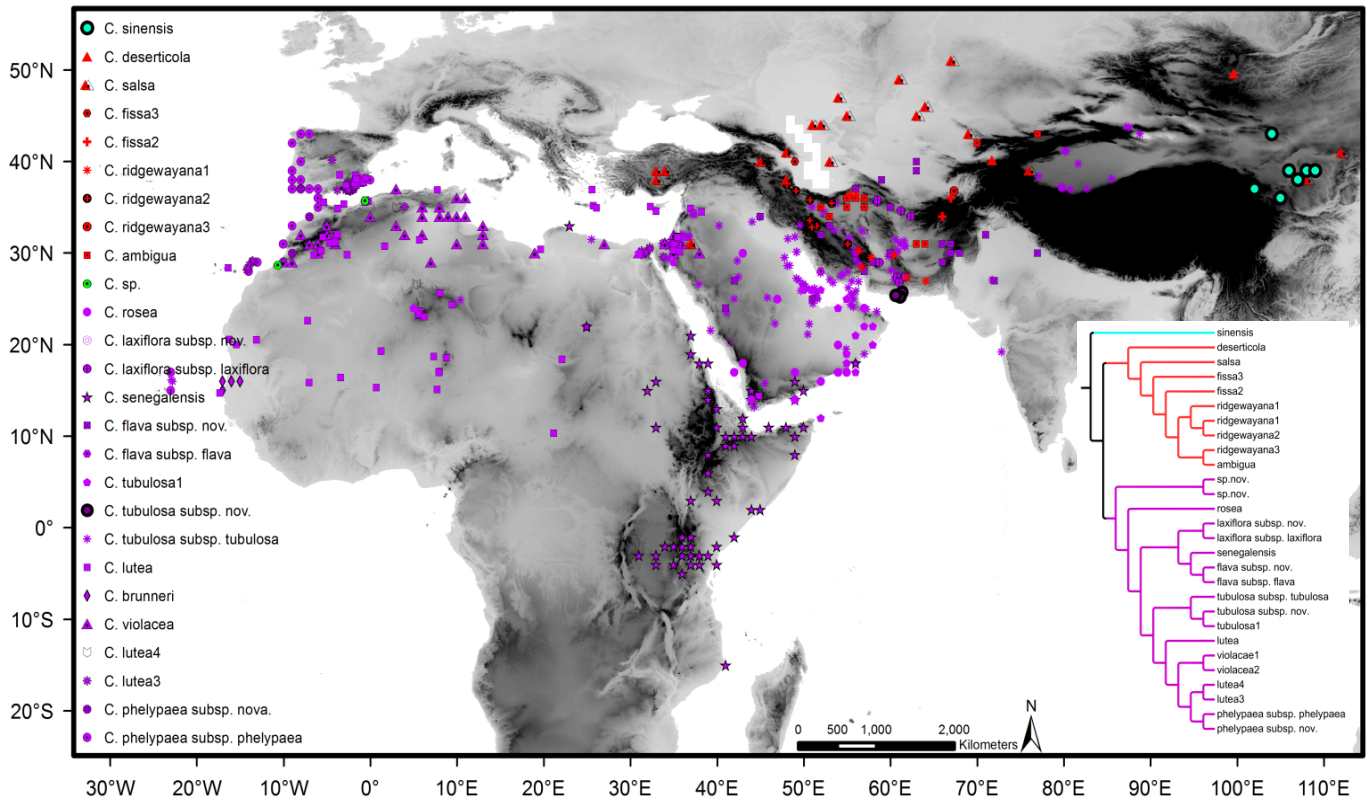 C. sinensis
C. deserticola
C. salsa
C. fissa3
C. fissa2
C. ridgewayana1
C. ridgewayana2
C. ridgewayana3
C. ambigua
C. sp.
C. rosea
C. laxiflora subsp. nov.
C. laxiflora subsp. laxiflora
C. senegalensis
C. flava subsp. nov.
C. flava subsp. flava
C. tubulosa1
C. tubulosa subsp. nov.
C. tubulosa subsp. tubulosa
C. lutea
C. brunneri
C. violacea
C. lutea4
C. lutea3
C. phelypaea subsp. nova.
C. phelypaea subsp. phelypaea
50°N
40°N
30°N
20°N
10°N
0°
10°S
20°S
30°W
20°W
10°W
0°
10°E
20°E
30°E
40°E
50°E
60°E
70°E
80°E
90°E
100°E
110°E
N
0 500 1,000 2,000
Kilometers
sinensis
deserticola
salsa
fissa3
fissa2
ridgewayana1
ridgewayana1
ridgewayana2
ridgewayana3
ambigua
sp.nov.
sp.nov.
rosea
laxiflora subsp. nov.
laxiflora subsp. laxiflora
senegalensis
flava subsp. nov.
flava subsp. flava
tubulosa subsp. tubulosa
tubulosa subsp. nov.
tubulosa1
lutea
violacae1
violacea2
lutea4
lutea3
phelypaea subsp. phelypaea
phelypaea subsp. nov.